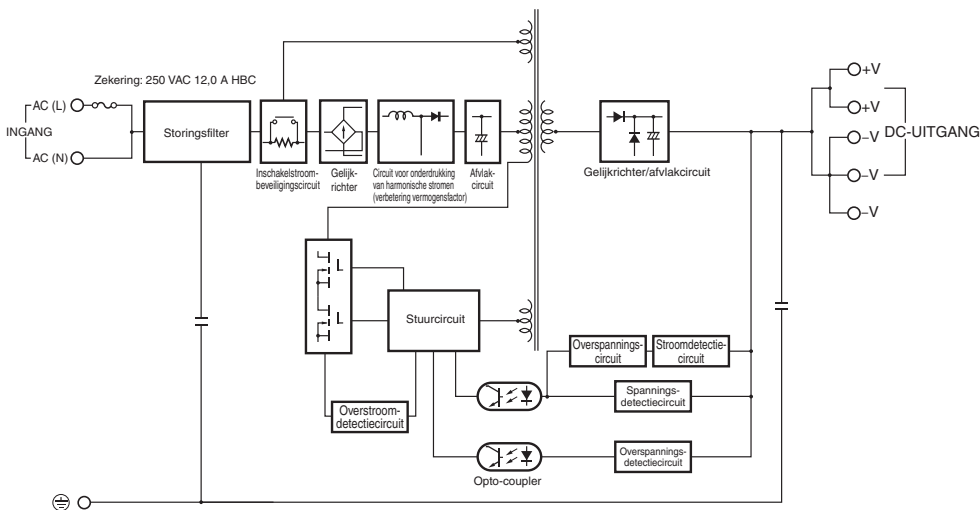 Zekering: 250 VAC 12,0 A HBC
AC (L)
INGANG
AC (N)
Storingsfilter
Inschakelstroom-
beveiligingscircuit
Gelijk-
richter
Circuit voor onderdrukking
van harmonische stromen
(verbetering vermogensfactor)
Afvlak-
circuit
Gelijkrichter/afvlakcircuit
+V
+V
DC-UITGANG
–V
–V
–V
Stuurcircuit
Overstroom-
detectiecircuit
Overspannings-
circuit
Stroomdetectie-
circuit
Spannings-
detectiecircuit
Overspannings-
detectiecircuit
Opto-coupler